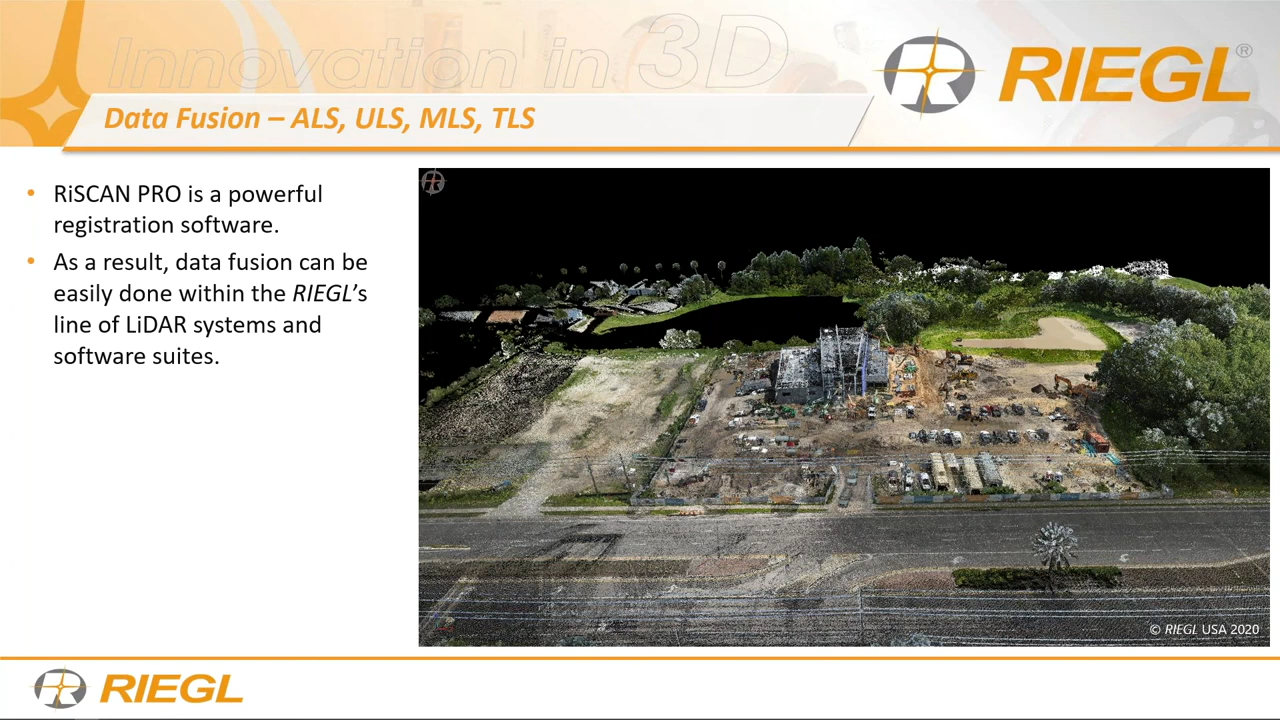 Innovation in 3D
RIEGL®
Data Fusion – ALS, ULS, MLS, TLS
• RiSCAN PRO is a powerful
registration software.
• As a result, data fusion can be
easily done within the RIEGL’s
line of LiDAR systems and
software suites.
© RIEGL USA 2020
RIEGL